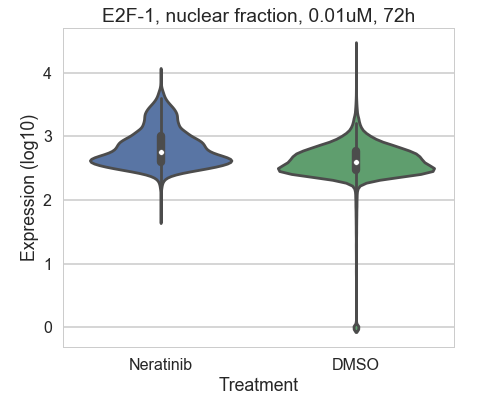 E2F-1, nuclear fraction, 0.01uM, 72h
Expression (log10)
4
3
2
1
0
Neratinib
DMSO
Treatment